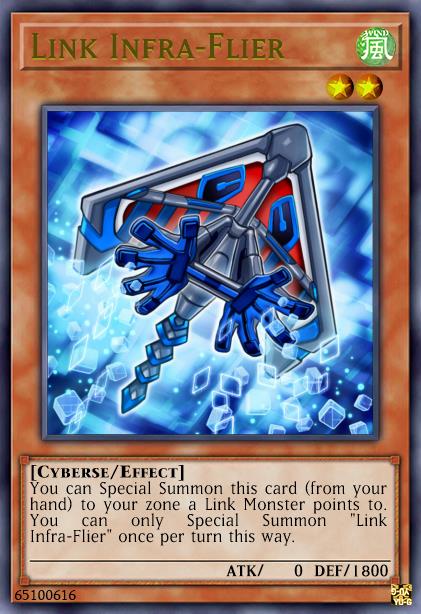 Link Infra-Flier
WIND
風
[Cyberse/Effect]
You can Special Summon this card (from your
hand) to your zone a Link Monster points to.
You can only Special Summon "Link
Infra-Flier" once per turn this way.
ATK/ 0 DEF/1800
65100616